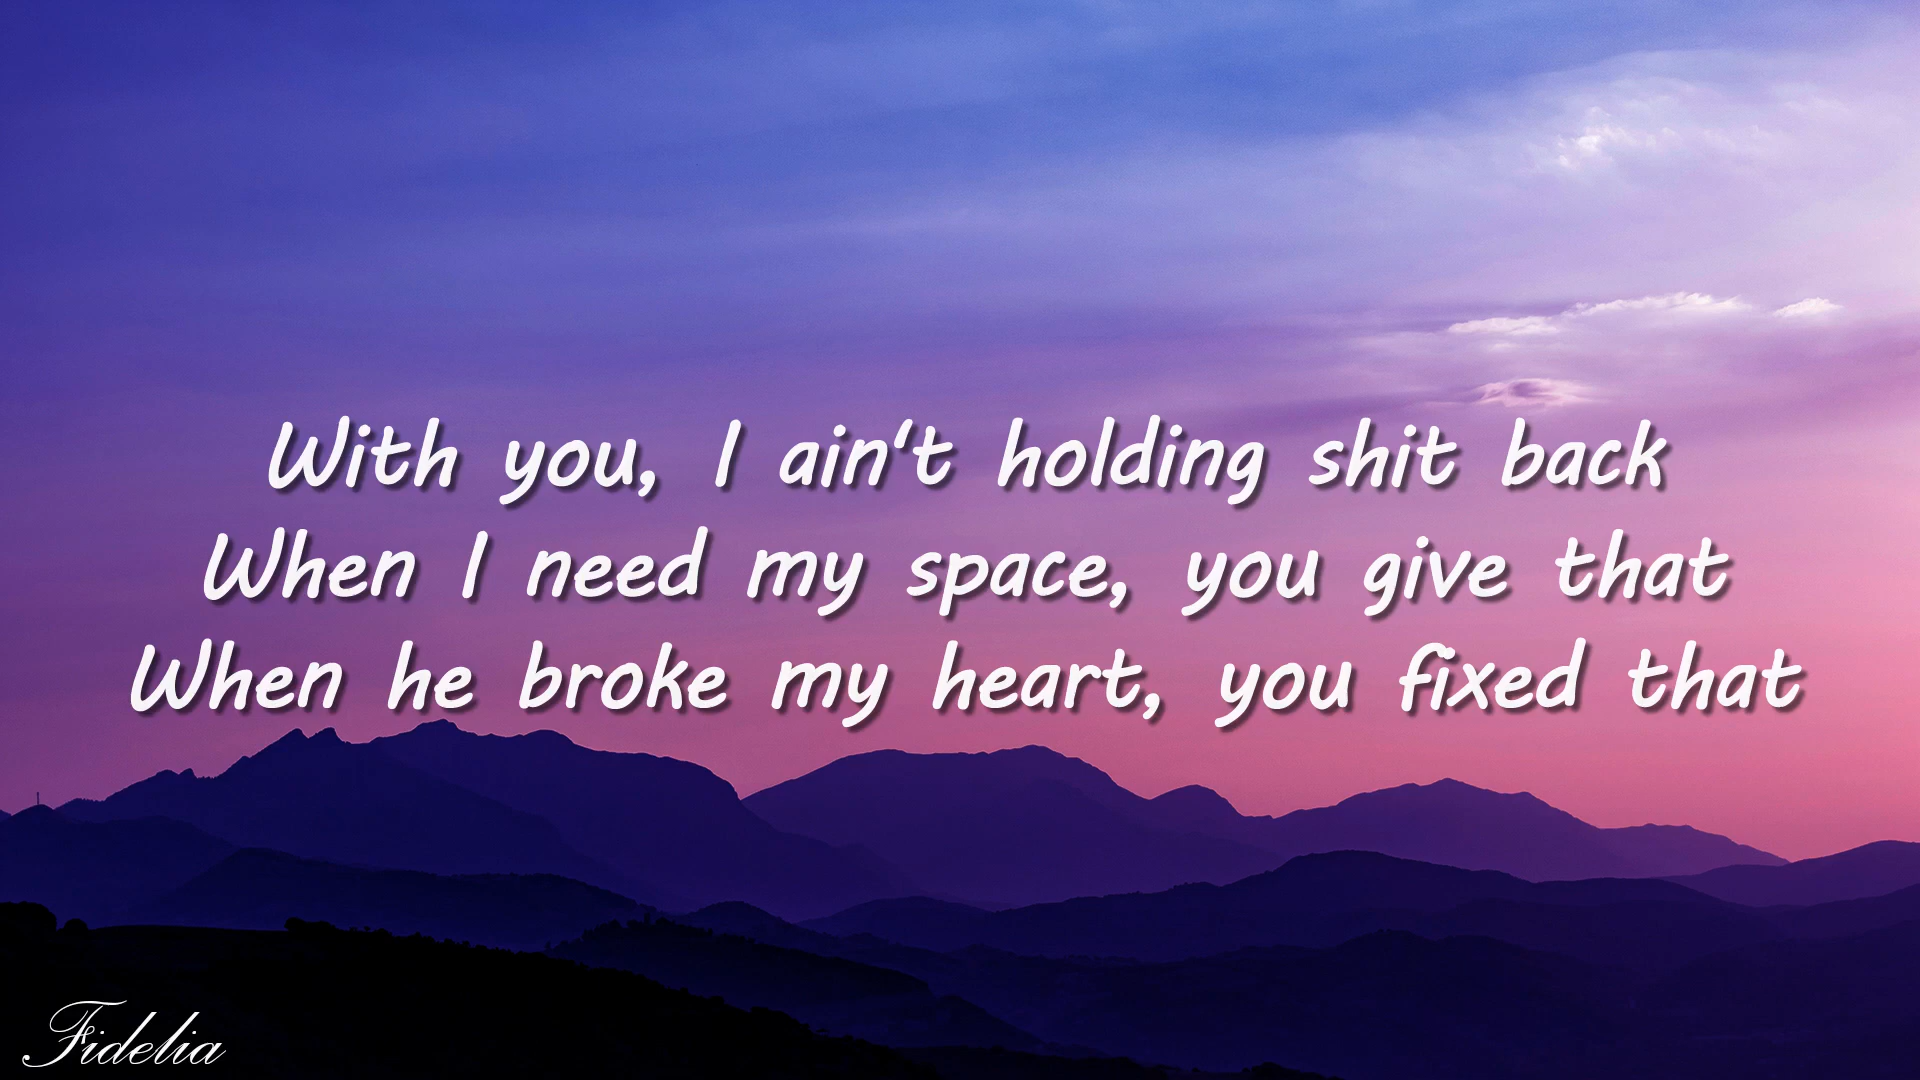 With you, I ain‘t holding shit back
When I need my space, you give that
When he broke my heart, you fixed that
Fidelia